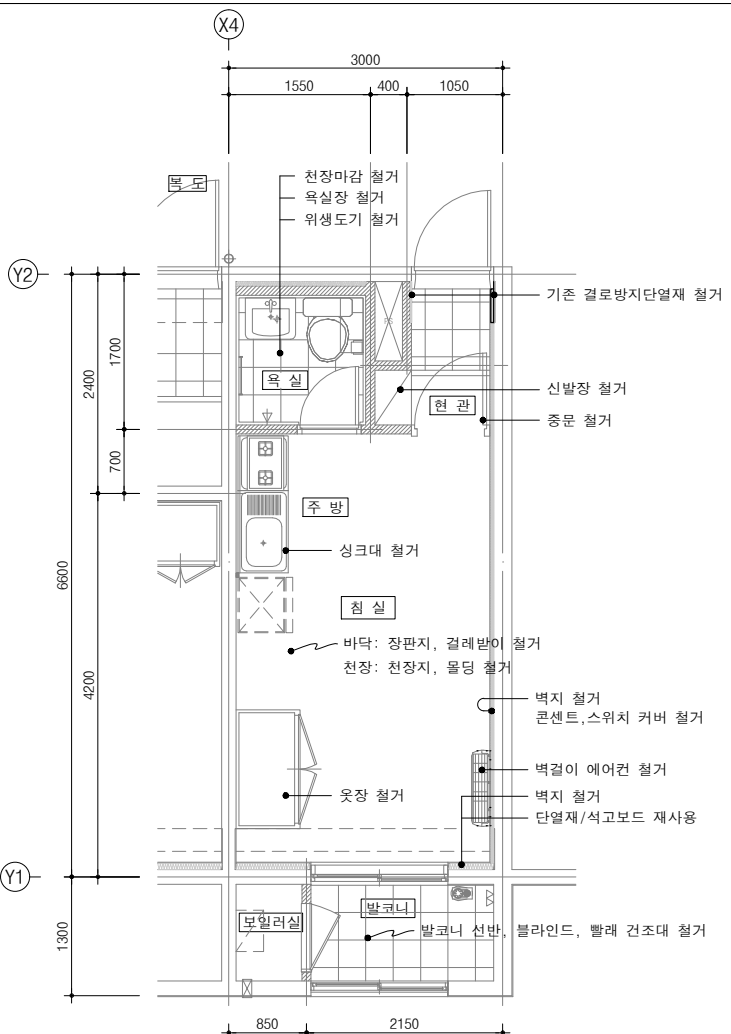 X4
3000
1550
400
1050
복 도
천장마감 철거
욕실장 철거
위생도기 철거
Y2
기존 결로방지단열재 철거
PS
1700
2400
욕 실
현 관
신발장 철거
중문 철거
700
주 방
싱크대 철거
6600
침 실
바닥: 장판지, 걸레받이 철거
천장: 천장지, 몰딩 철거
4200
벽지 철거
콘센트,스위치 커버 철거
벽걸이 에어컨 철거
옷장 철거
벽지 철거
단열재/석고보드 재사용
Y1
1300
보일러실
발코니
발코니 선반, 블라인드, 빨래 건조대 철거
850
2150